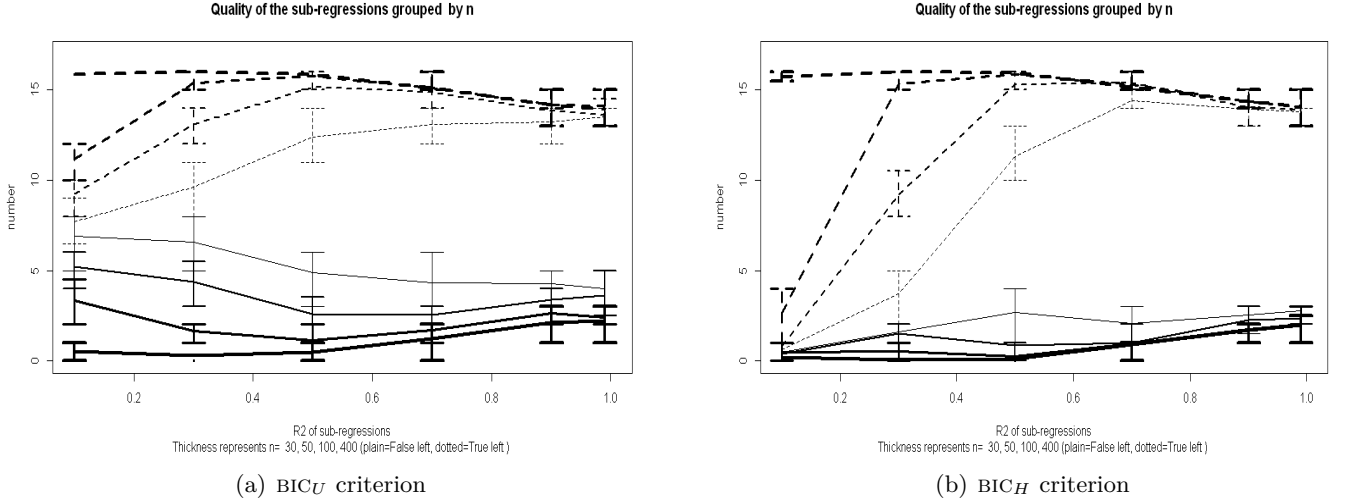 Quality of the sub-regressions grouped by n
number
0
5
10
15
0.2
0.4
0.6
0.8
1.0
R2 of sub-regressions
Thickness represents n= 30, 50, 100, 400 (plain=False left, dotted=True left )
(a) BICU criterion
Quality of the sub-regressions grouped by n
number
0
5
10
15
0.2
0.4
0.6
0.8
1.0
R2 of sub-regressions
Thickness represents n= 30, 50, 100, 400 (plain=False left, dotted=True left )
(b) BICH criterion